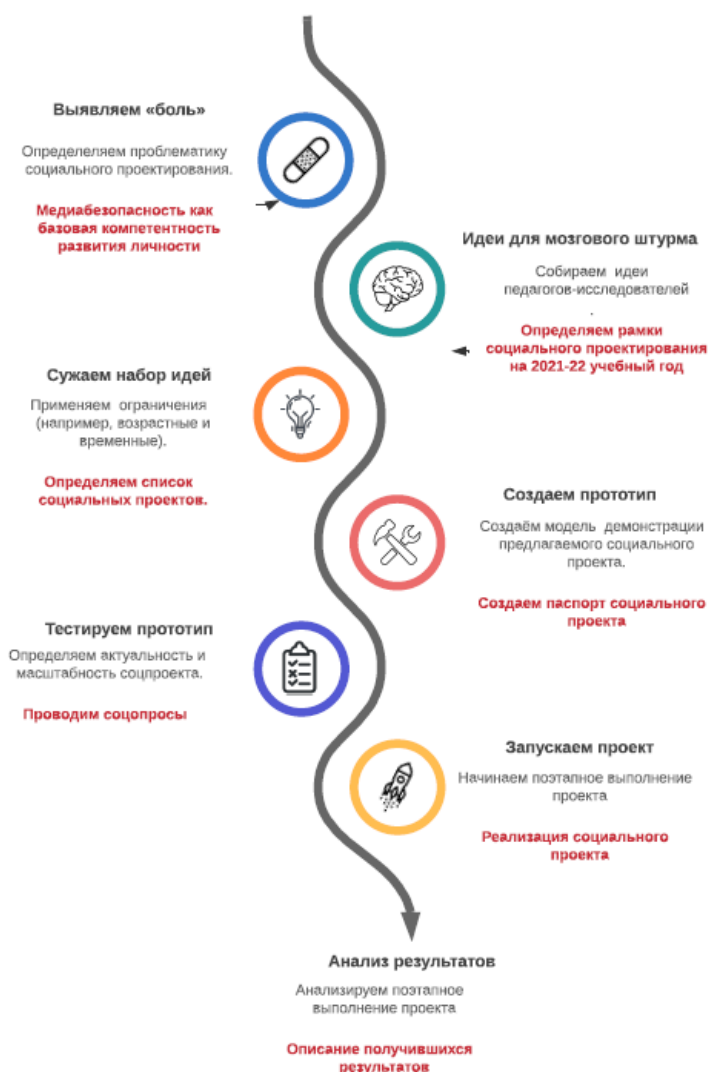 Выявляем «боль»
Определеляем проблематику
социального проектирования.
Медиабезопасность как
базовая компетентность
развития личности
Идеи для мозгового штурма
Собираем идеи
педагогов-исследователей
.
Определяем рамки
социального проектирования
на 2021-22 учебный год
Сужаем набор идей
Применяем ограничения
(например, возрастные и
временные).
Определяем список
социальных проектов.
Создаем прототип
Создаём модель демонстрации
предлагаемого социального
проекта.
Создаем паспорт социального
проекта
Тестируем прототип
Определяем актуальность и
масштабность соцпроекта.
Проводим соцопросы
Запускаем проект
Начинаем поэтапное выполнение
проекта
Реализация социального
проекта
Анализ результатов
Анализируем поэтапное
выполнение проекта
Описание получившихся
результатов